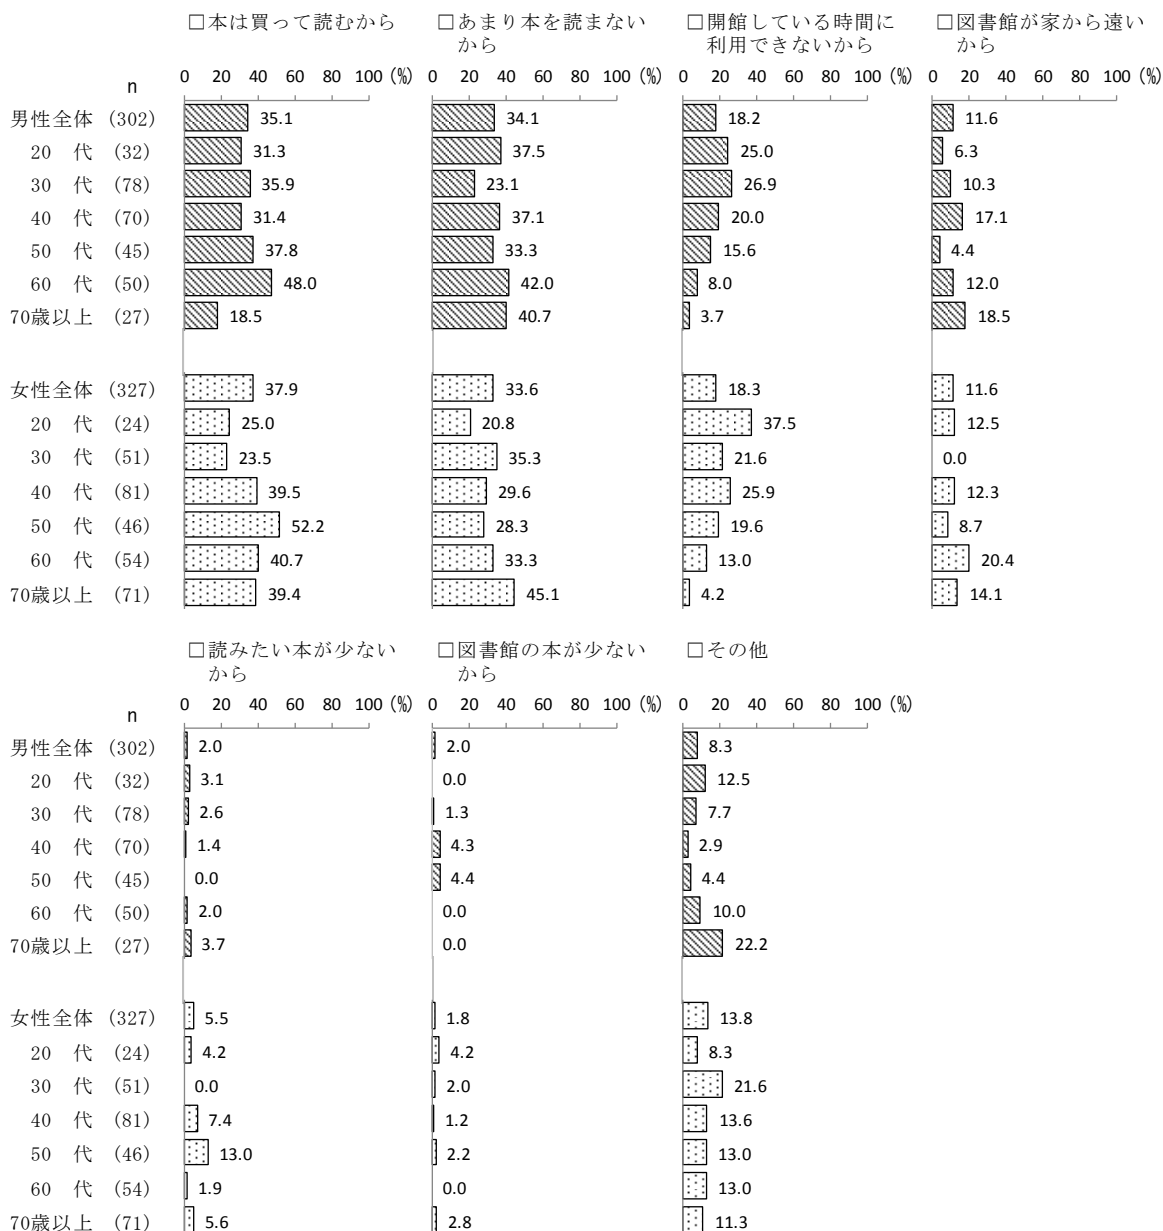 □本は買って読むから □あまり本を読まない □開館している時間に □図書館が家から遠い
から 利用できないから から
n 0 20 40 60 80 100 (%) 0 20 40 60 80 100 (%) 0 20 40 60 80 100 (%) 0 20 40 60 80 100 (%)
男性全体 (302) 35.1 34.1 18.2 11.6
20 代 (32) 31.3 37.5 25.0 6.3
30 代 (78) 35.9 23.1 26.9 10.3
40 代 (70) 31.4 37.1 20.0 17.1
50 代 (45) 37.8 33.3 15.6 4.4
60 代 (50) 48.0 42.0 8.0 12.0
70歳以上 (27) 18.5 40.7 3.7 18.5
女性全体 (327) 37.9 33.6 18.3 11.6
20 代 (24) 25.0 20.8 37.5 12.5
30 代 (51) 23.5 35.3 21.6 0.0
40 代 (81) 39.5 29.6 25.9 12.3
50 代 (46) 52.2 28.3 19.6 8.7
60 代 (54) 40.7 33.3 13.0 20.4
70歳以上 (71) 39.4 45.1 4.2 14.1
□読みたい本が少ない □図書館の本が少ない □その他
から から
n 0 20 40 60 80 100 (%) 0 20 40 60 80 100 (%) 0 20 40 60 80 100 (%)
男性全体 (302) 2.0 2.0 8.3
20 代 (32) 3.1 0.0 12.5
30 代 (78) 2.6 1.3 7.7
40 代 (70) 1.4 4.3 2.9
50 代 (45) 0.0 4.4 4.4
60 代 (50) 2.0 0.0 10.0
70歳以上 (27) 3.7 0.0 22.2
女性全体 (327) 5.5 1.8 13.8
20 代 (24) 4.2 4.2 8.3
30 代 (51) 0.0 2.0 21.6
40 代 (81) 7.4 1.2 13.6
50 代 (46) 13.0 2.2 13.0
60 代 (54) 1.9 0.0 13.0
70歳以上 (71) 5.6 2.8 11.3